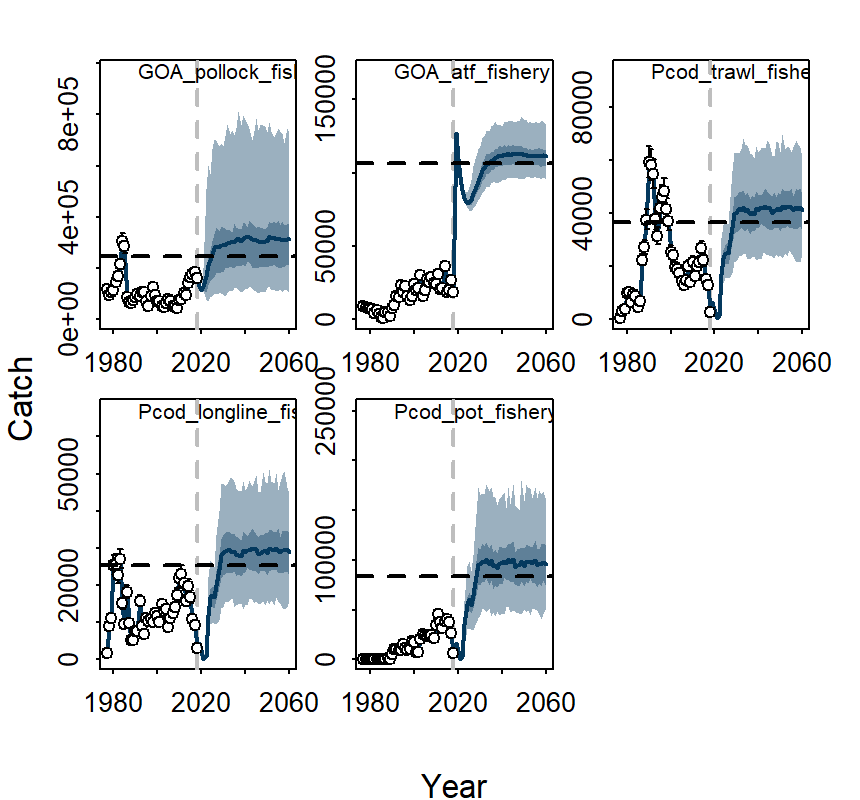 GOA_pollock_fis
GOA_atf_fishery
Pcod_trawl_fishe
0e+00
4e+05
8e+05
0
50000
150000
0
40000
80000
1980
2020
2060
1980
2020
2060
1980
2020
2060
Catch
Pcod_longline_fis
Pcod_pot_fishery
0
20000
50000
0
100000
250000
1980
2020
2060
1980
2020
2060
Year